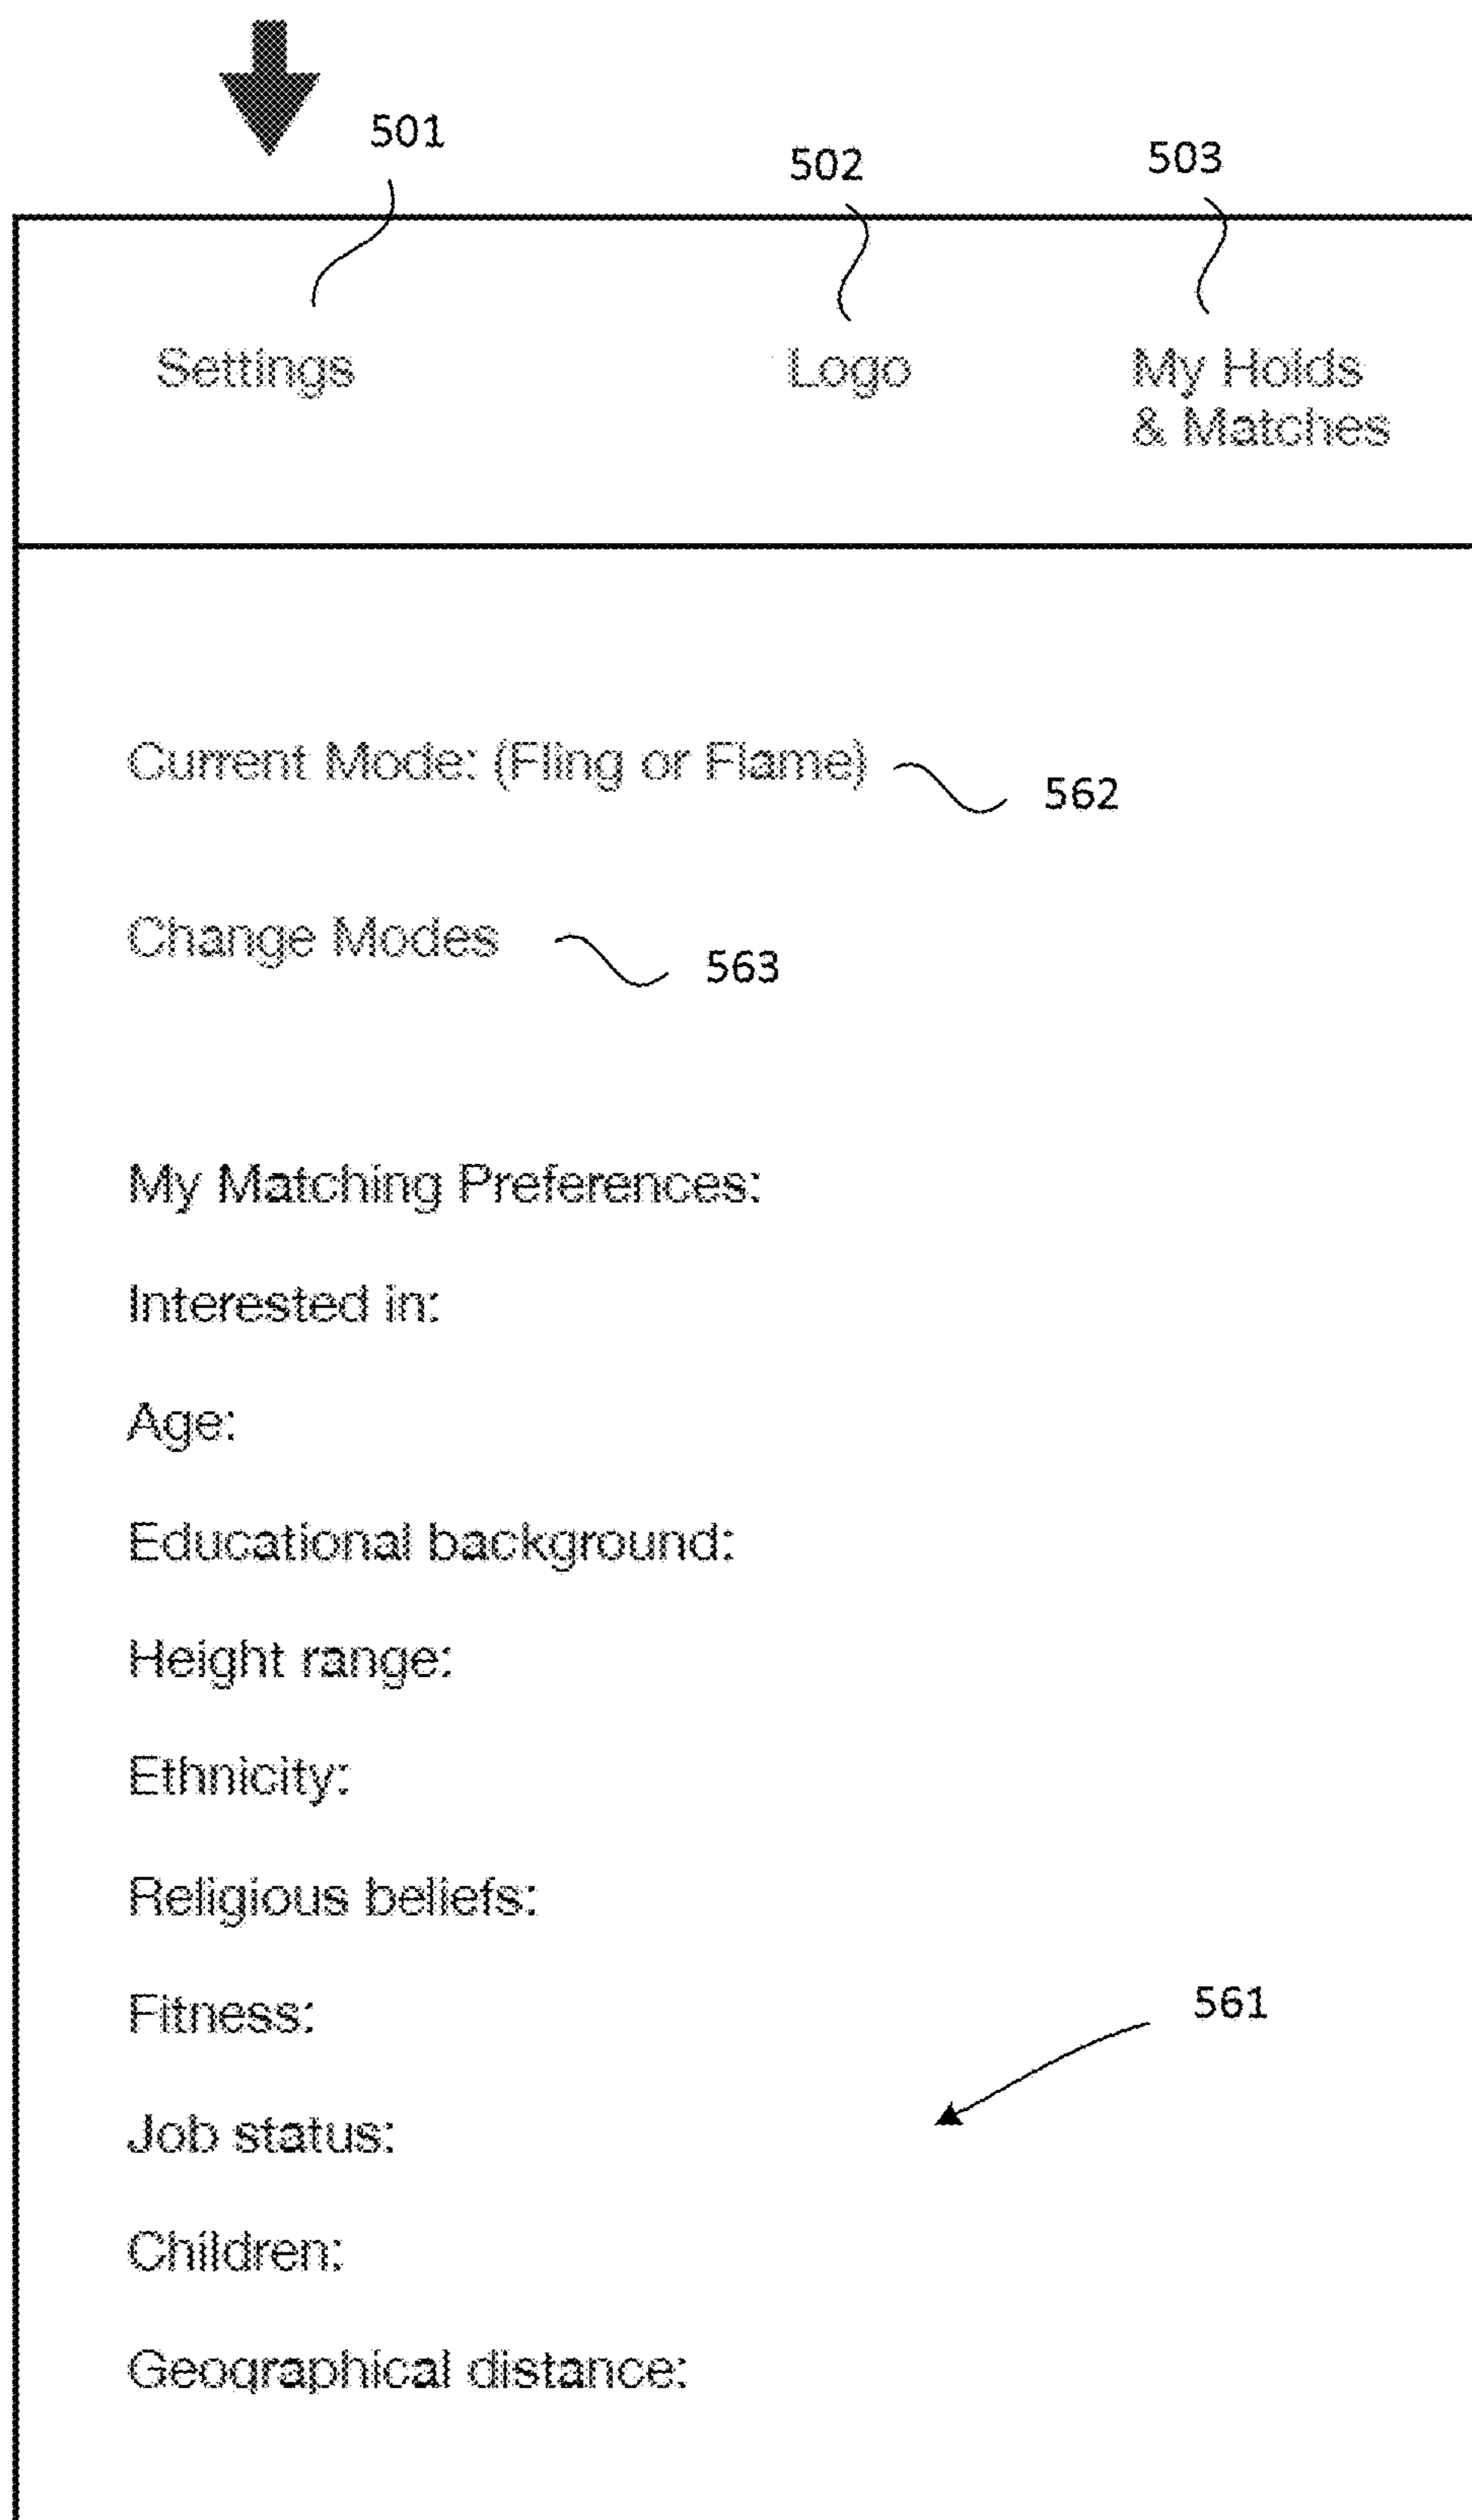 501
502
503
Settings
Logo
My Holds
& Matches
Current Mode: (Fling or Flame)
562
Change Modes
563
My Matching Preferences:
Interested in:
Age:
Educational background:
Height range:
Ethnicity:
Religious beliefs:
Fitness:
561
Job status:
Children:
Geographical distance: